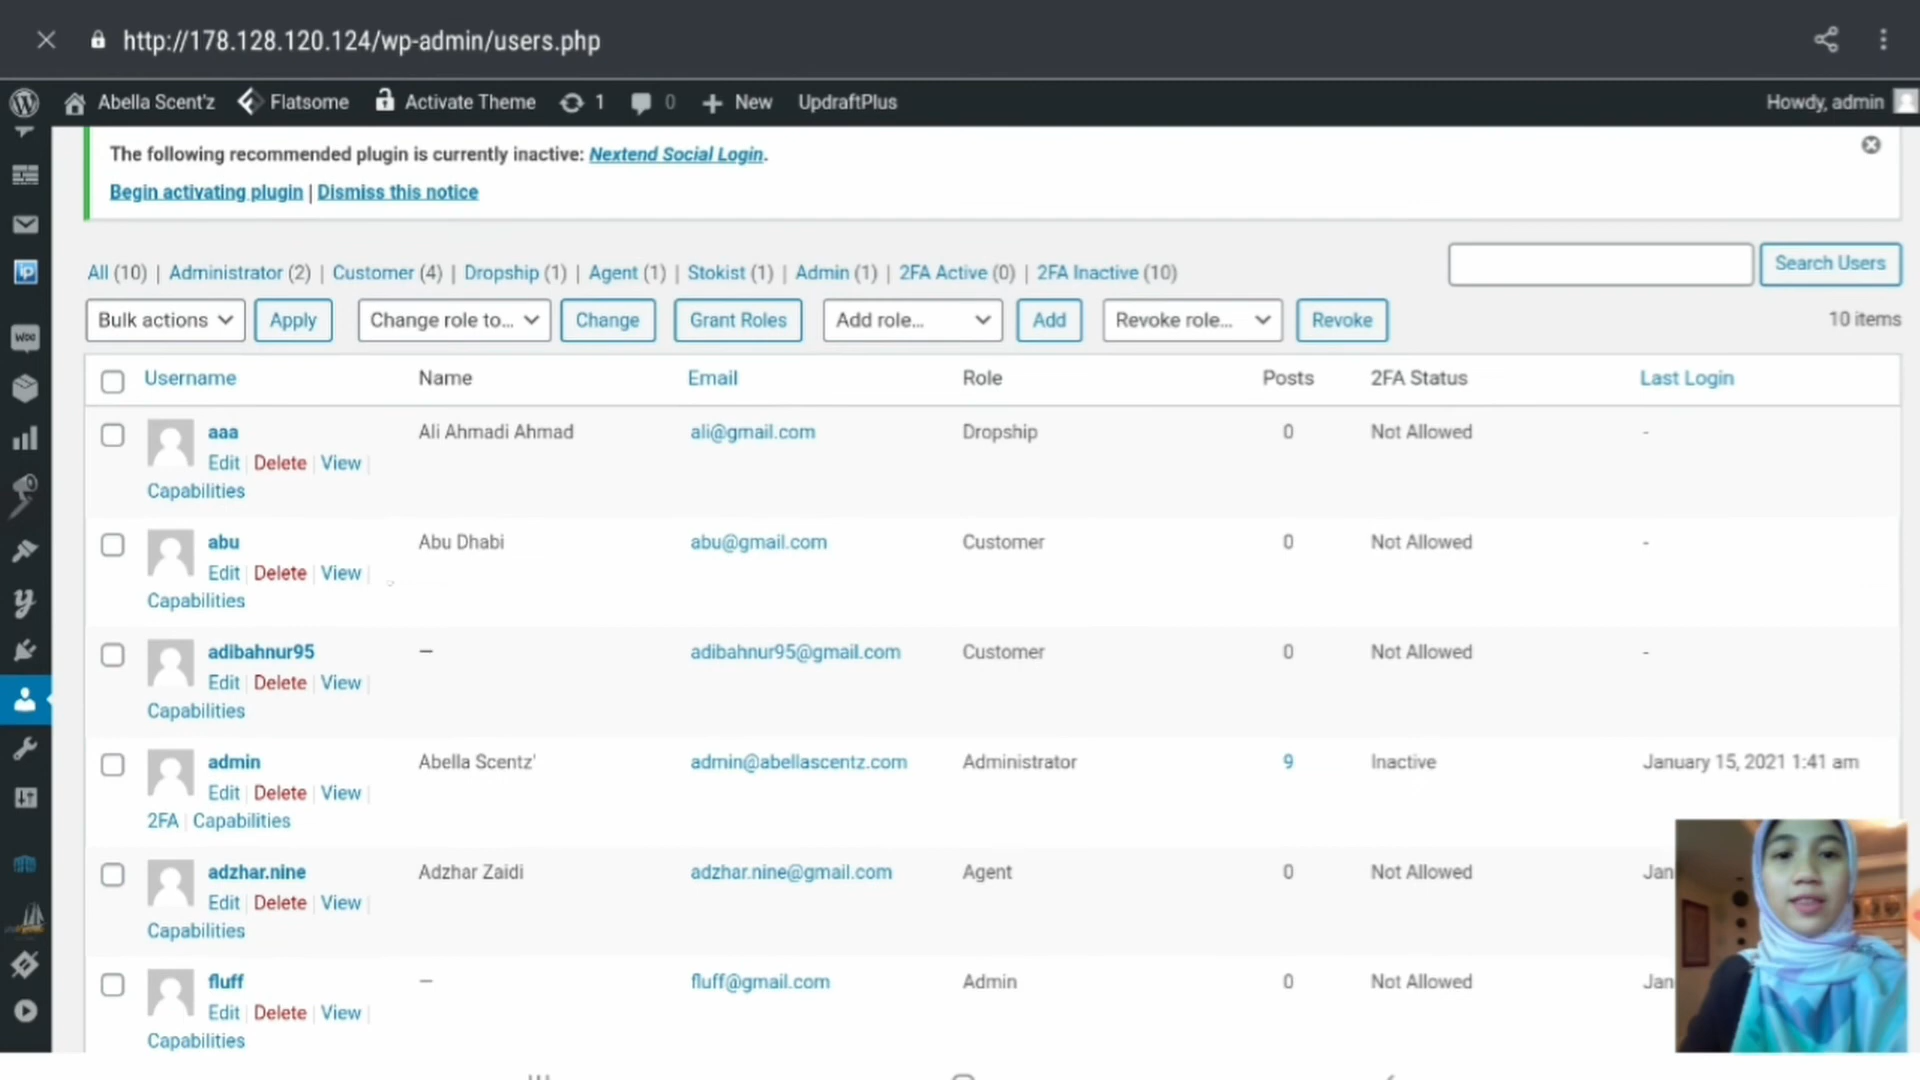 http://178.128.120.124/wp-admin/users.php
Abella Scent'z Flatsome Activate Theme 1 0 New UpdraftPlus Howdy, admin
The following recommended plugin is currently inactive: Nextend Social Login.
Begin activating plugin | Dismiss this notice
All (10) | Administrator (2) | Customer (4) | Dropship (1) | Agent (1) | Stokist (1) | Admin (1) | 2FA Active (0) | 2FA Inactive (10) Search Users
Bulk actions Apply Change role to... Change Grant Roles Add role... Add Revoke role... Revoke 10 items
Username Name Email Role Posts 2FA Status Last Login
aaa Ali Ahmadi Ahmad ali@gmail.com Dropship 0 Not Allowed -
Edit | Delete | View |
Capabilities
abu Abu Dhabi abu@gmail.com Customer 0 Not Allowed -
Edit | Delete | View |
Capabilities
adibahnur95 — adibahnur95@gmail.com Customer 0 Not Allowed -
Edit | Delete | View |
Capabilities
admin Abella Scentz' admin@abellascentz.com Administrator 9 Inactive January 15, 2021 1:41 am
Edit | Delete | View |
2FA | Capabilities
adzhar.nine Adzhar Zaidi adzhar.nine@gmail.com Agent 0 Not Allowed Jan
Edit | Delete | View |
Capabilities
fluff — fluff@gmail.com Admin 0 Not Allowed Jan
Edit | Delete | View |
Capabilities
Woo
ip